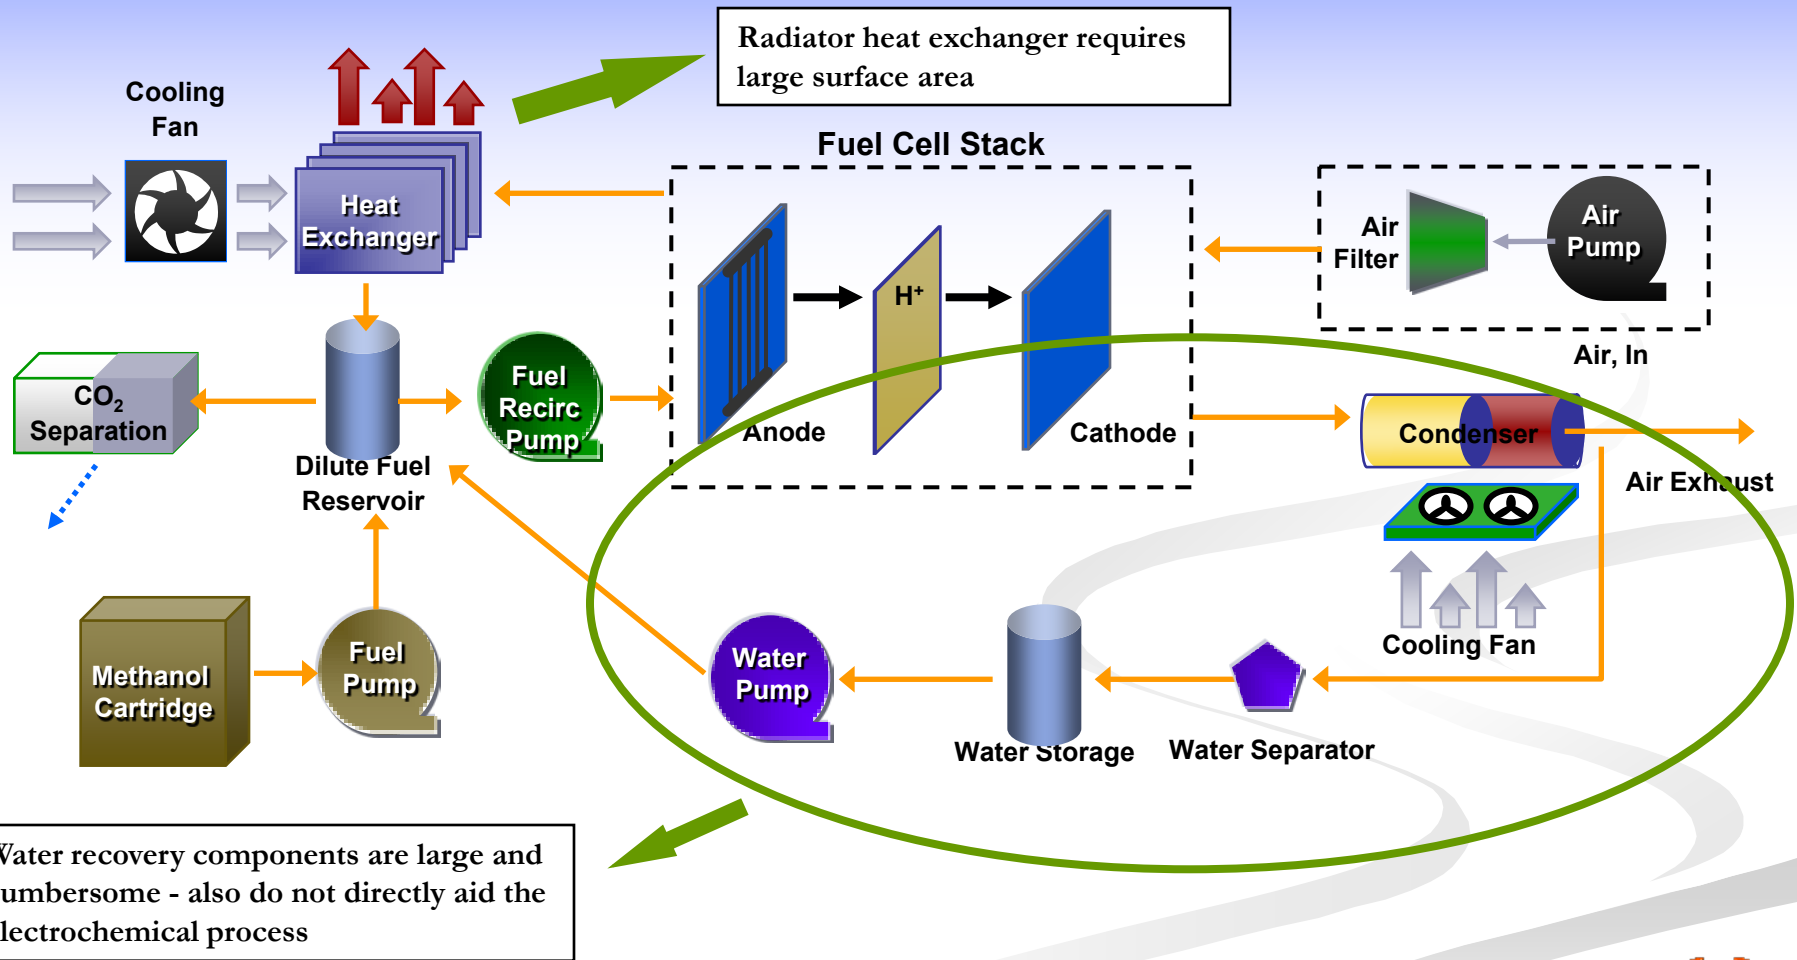 Radiator heat exchanger requires
large surface area
Cooling
Fan
Fuel Cell Stack
Heat
Exchanger
Air
Filter
Air
Pump
H⁺
Air, In
CO₂
Separation
Fuel
Recirc
Pump
Anode
Cathode
Condenser
Dilute Fuel
Reservoir
Air Exhaust
Methanol
Cartridge
Fuel
Pump
Water
Pump
Cooling Fan
Water Storage
Water Separator
Water recovery components are large and
umbersome - also do not directly aid the
lectrochemical process